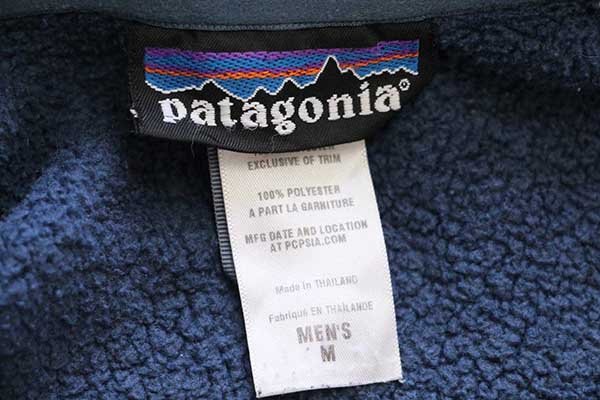 patagonia®
EXCLUSIVE OF TRIM
100% POLYESTER
A PART LA GARNITURE
MFG DATE AND LOCATION
AT PCPSIA.COM
Made in THAILAND
Fabriqué EN THAÏLANDE
MEN'S
M